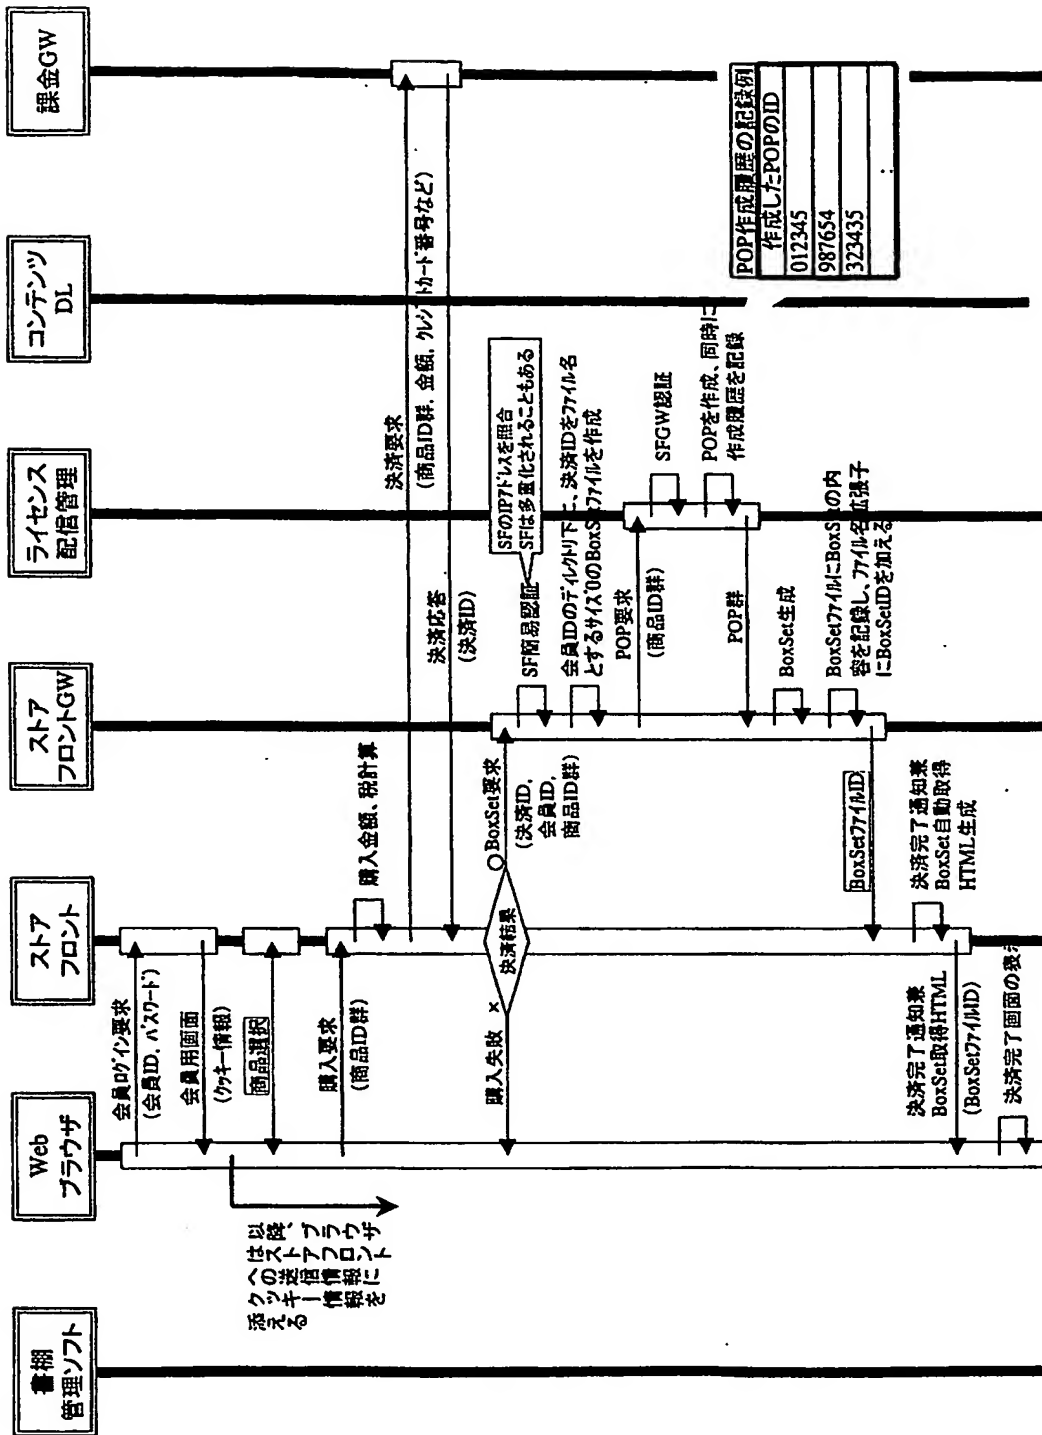 書棚
管理ソフト
Web
ブラウザ
ストア
フロント
ストア
フロントGW
ライセンス
配信管理
コンテンツ
DL
課金GW
会員ログイン要求
(会員ID, パスワード)
会員用画面
(クッキー情報)
以降、ブラウザ
はストアフロント
への送信情報に
クッキー情報を
添える
商品選択
購入要求
(商品ID群)
購入金額、税計算
決済要求
(商品ID群, 金額, クレジットカード番号など)
決済応答
(決済ID)
決済結果
×
購入失敗
○BoxSet要求
(決済ID,
会員ID,
商品ID群)
SFのIPアドレスを照合
SFは多重化されることもある
SF簡易認証
会員IDのディレクトリ下に、決済IDをファイル名
とするサイズ0のBoxSetファイルを作成
POP要求
(商品ID群)
SFGW認証
POPを作成、同時に
作成履歴を記録
POP作成履歴の記録例
作成したPOPのID
012345
987654
323435
:
POP群
BoxSet生成
BoxSetファイルにBoxSetの内
容を記録し、ファイル名拡張子
にBoxSetIDを加える
BoxSetファイルID
決済完了通知兼
BoxSet自動取得
HTML生成
決済完了通知兼
BoxSet取得HTML
(BoxSetファイルID)
決済完了画面の表示